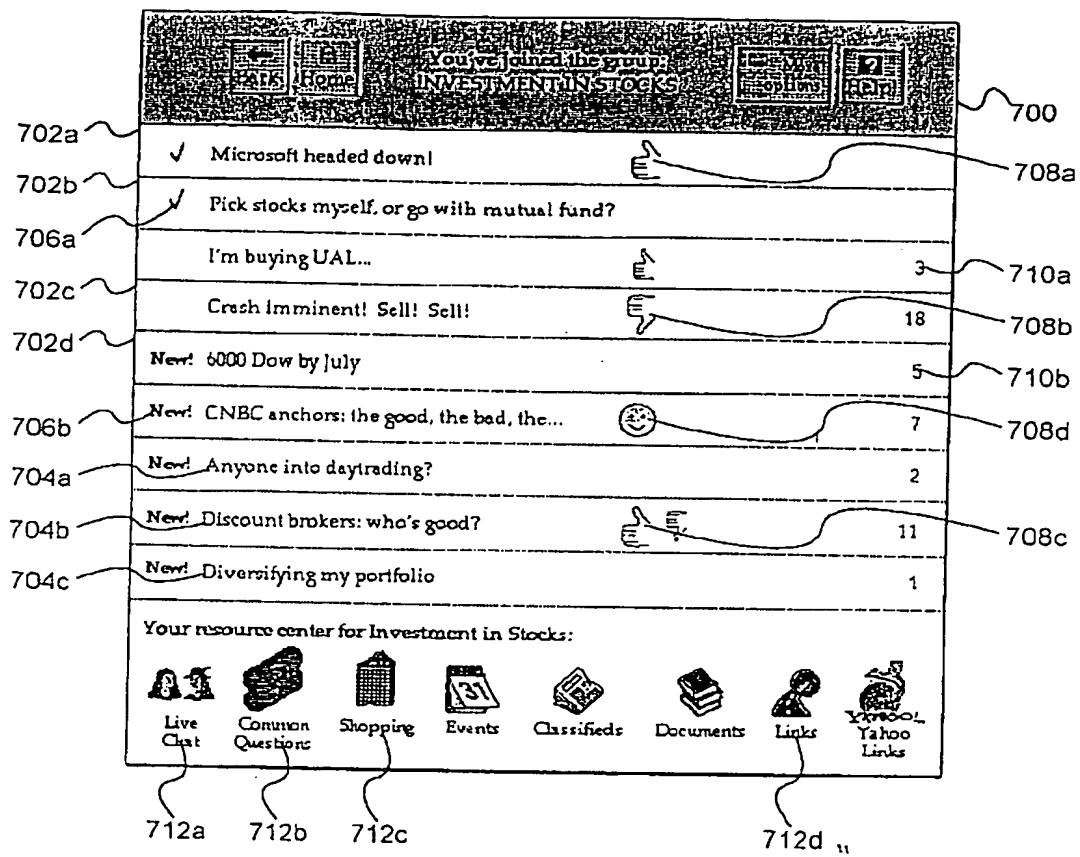 Back Home You've joined the group: More options Help
INVESTMENT IN STOCKS
700
702a
Microsoft headed down!
708a
702b
Pick stocks myself, or go with mutual fund?
706a
I'm buying UAL... 3
710a
702c
Crash Imminent! Sell! Sell! 18
708b
702d
New! 6000 Dow by July 5
710b
706b
New! CNBC anchors: the good, the bad, the... 7
708d
704a
New! Anyone into daytrading? 2
704b
New! Discount brokers: who's good? 11
708c
704c
New! Diversifying my portfolio 1
Your resource center for Investment in Stocks:
31
Live Chat
Common Questions
Shopping
Events
Classifieds
Documents
Links
YAHOO!
Yahoo Links
712a 712b 712c 712d